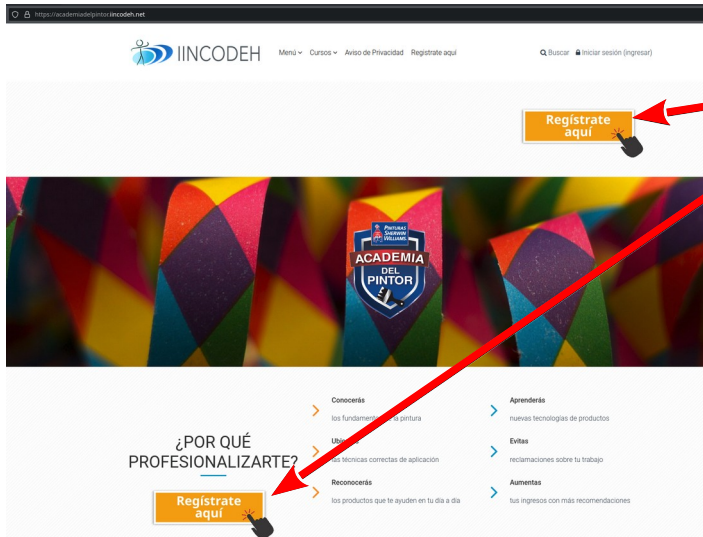 https://academiadelpintor.iincodeh.net
IINCODEH
Menú
Cursos
Aviso de Privacidad
Registrate aquí
Buscar
Iniciar sesión (ingresar)
Regístrate
aquí
PINTURAS
SHERWIN
WILLIAMS.
ACADEMIA
DEL
PINTOR
¿POR QUÉ
PROFESIONALIZARTE?
Regístrate
aquí
Conocerás
los la pintura
técnicas correctas de aplicación
Reconocerás
los productos que te ayuden en tu día a día
Aprenderás
nuevas tecnologías de productos
Evitas
reclamaciones sobre tu trabajo
Aumentas
tus ingresos con más recomendaciones